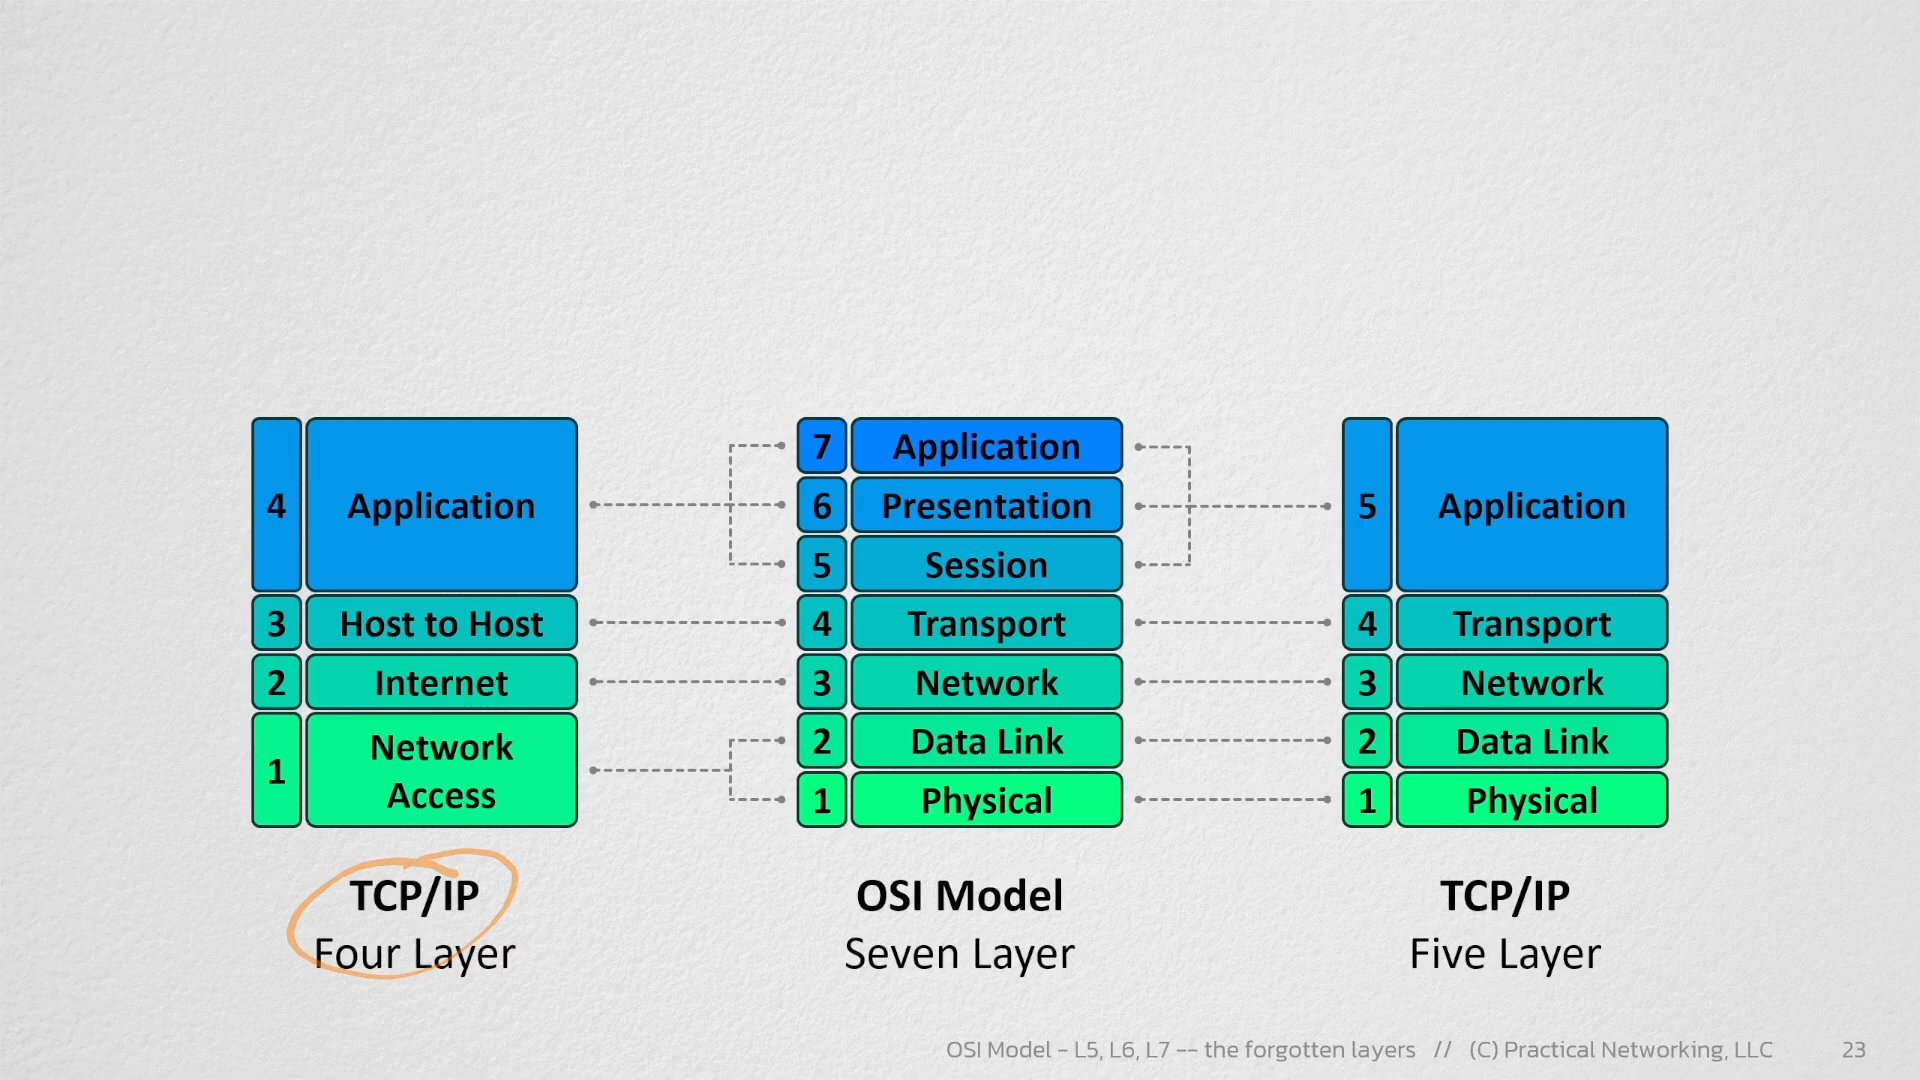 4 Application
3 Host to Host
2 Internet
1 Network
Access
TCP/IP
Four Layer
7 Application
6 Presentation
5 Session
4 Transport
3 Network
2 Data Link
1 Physical
OSI Model
Seven Layer
5 Application
4 Transport
3 Network
2 Data Link
1 Physical
TCP/IP
Five Layer
OSI Model - L5, L6, L7 -- the forgotten layers // (C) Practical Networking, LLC 23